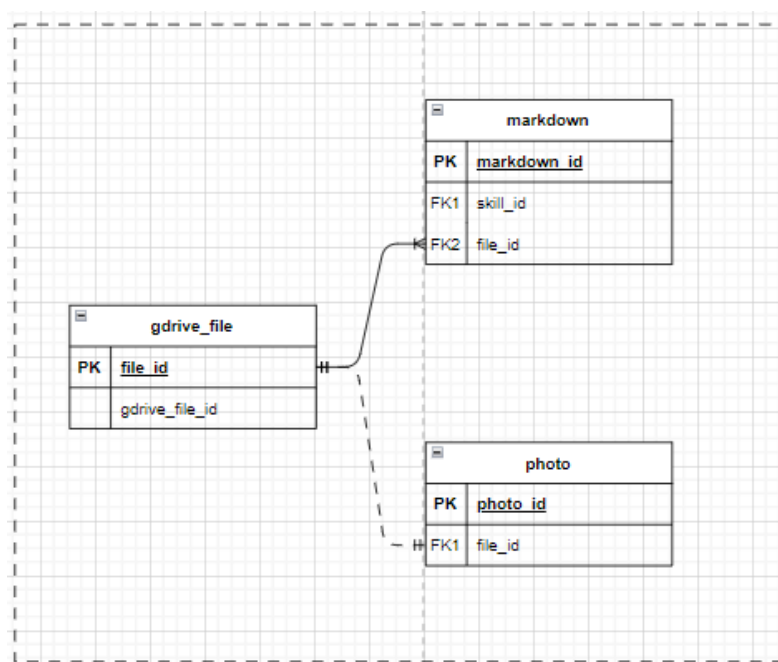 markdown
PK markdown_id
FK1 skill_id
FK2 file_id
gdrive_file
PK file_id
gdrive_file_id
photo
PK photo_id
FK1 file_id